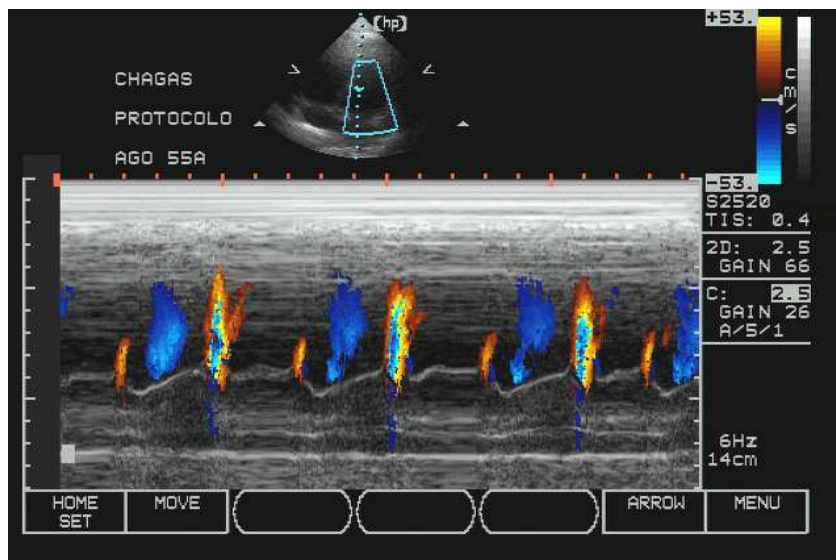 [hp]
CHAGAS
PROTOCOLO
AGO 55A
+53.
cm/s
-53.
S2520
TIS: 0.4
2D: 2.5
GAIN 66
C: 2.5
GAIN 26
A/5/1
6Hz
14cm
HOME SET
MOVE
ARROW
MENU